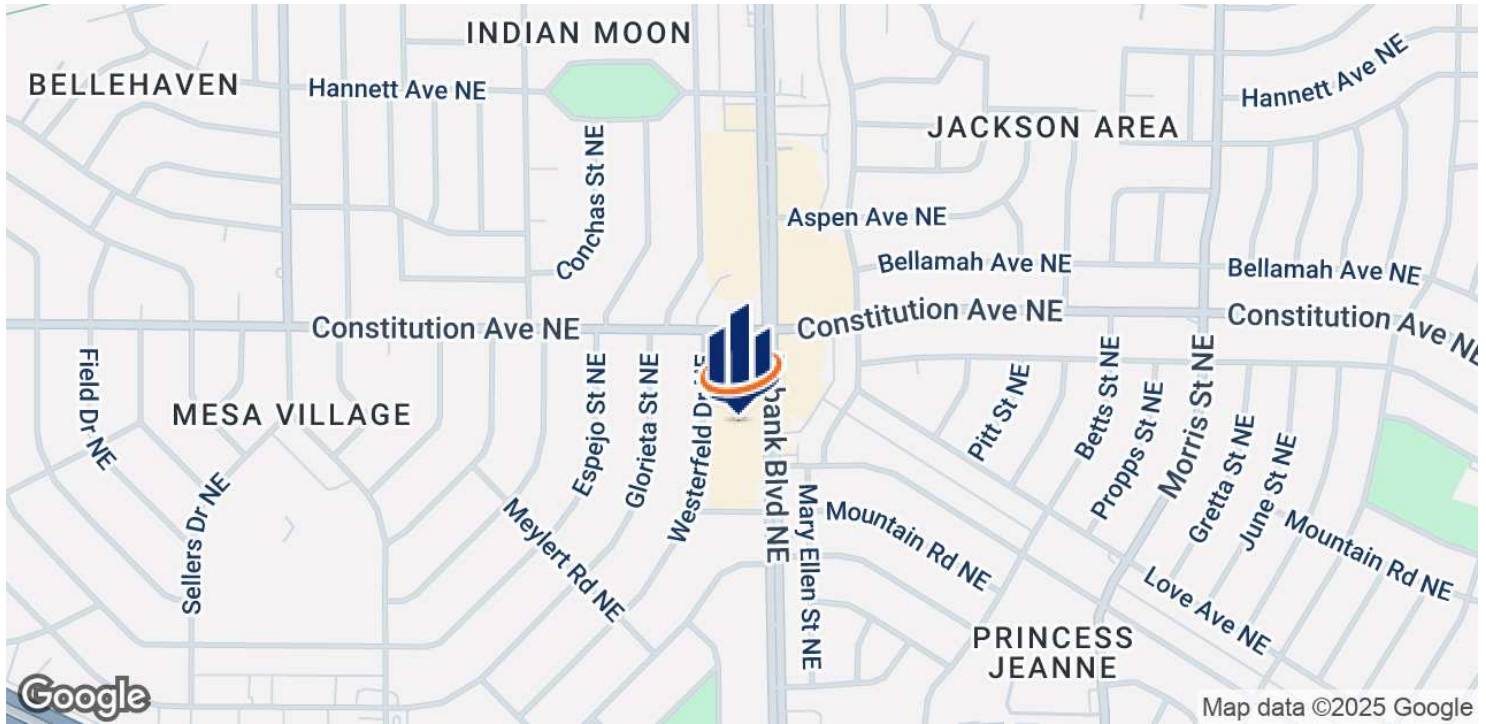 INDIAN MOON
BELLEHAVEN
Hannett Ave NE
Hannett Ave NE
JACKSON AREA
Conchas St NE
Aspen Ave NE
Bellamah Ave NE
Bellamah Ave NE
Constitution Ave NE
Constitution Ave NE
Constitution Ave NE
Field Dr NE
MESA VILLAGE
Espejo St NE
Glorieta St NE
Westerfeld Dr
Blvd NE
Pitt St NE
Betts St NE
Propps St NE
Morris St NE
Gretta St NE
June St NE
Sellers Dr NE
Meylert Rd NE
Mary Ellen St NE
Mountain Rd NE
Mountain Rd NE
Love Ave NE
PRINCESS
JEANNE
Google
Map data ©2025 Google